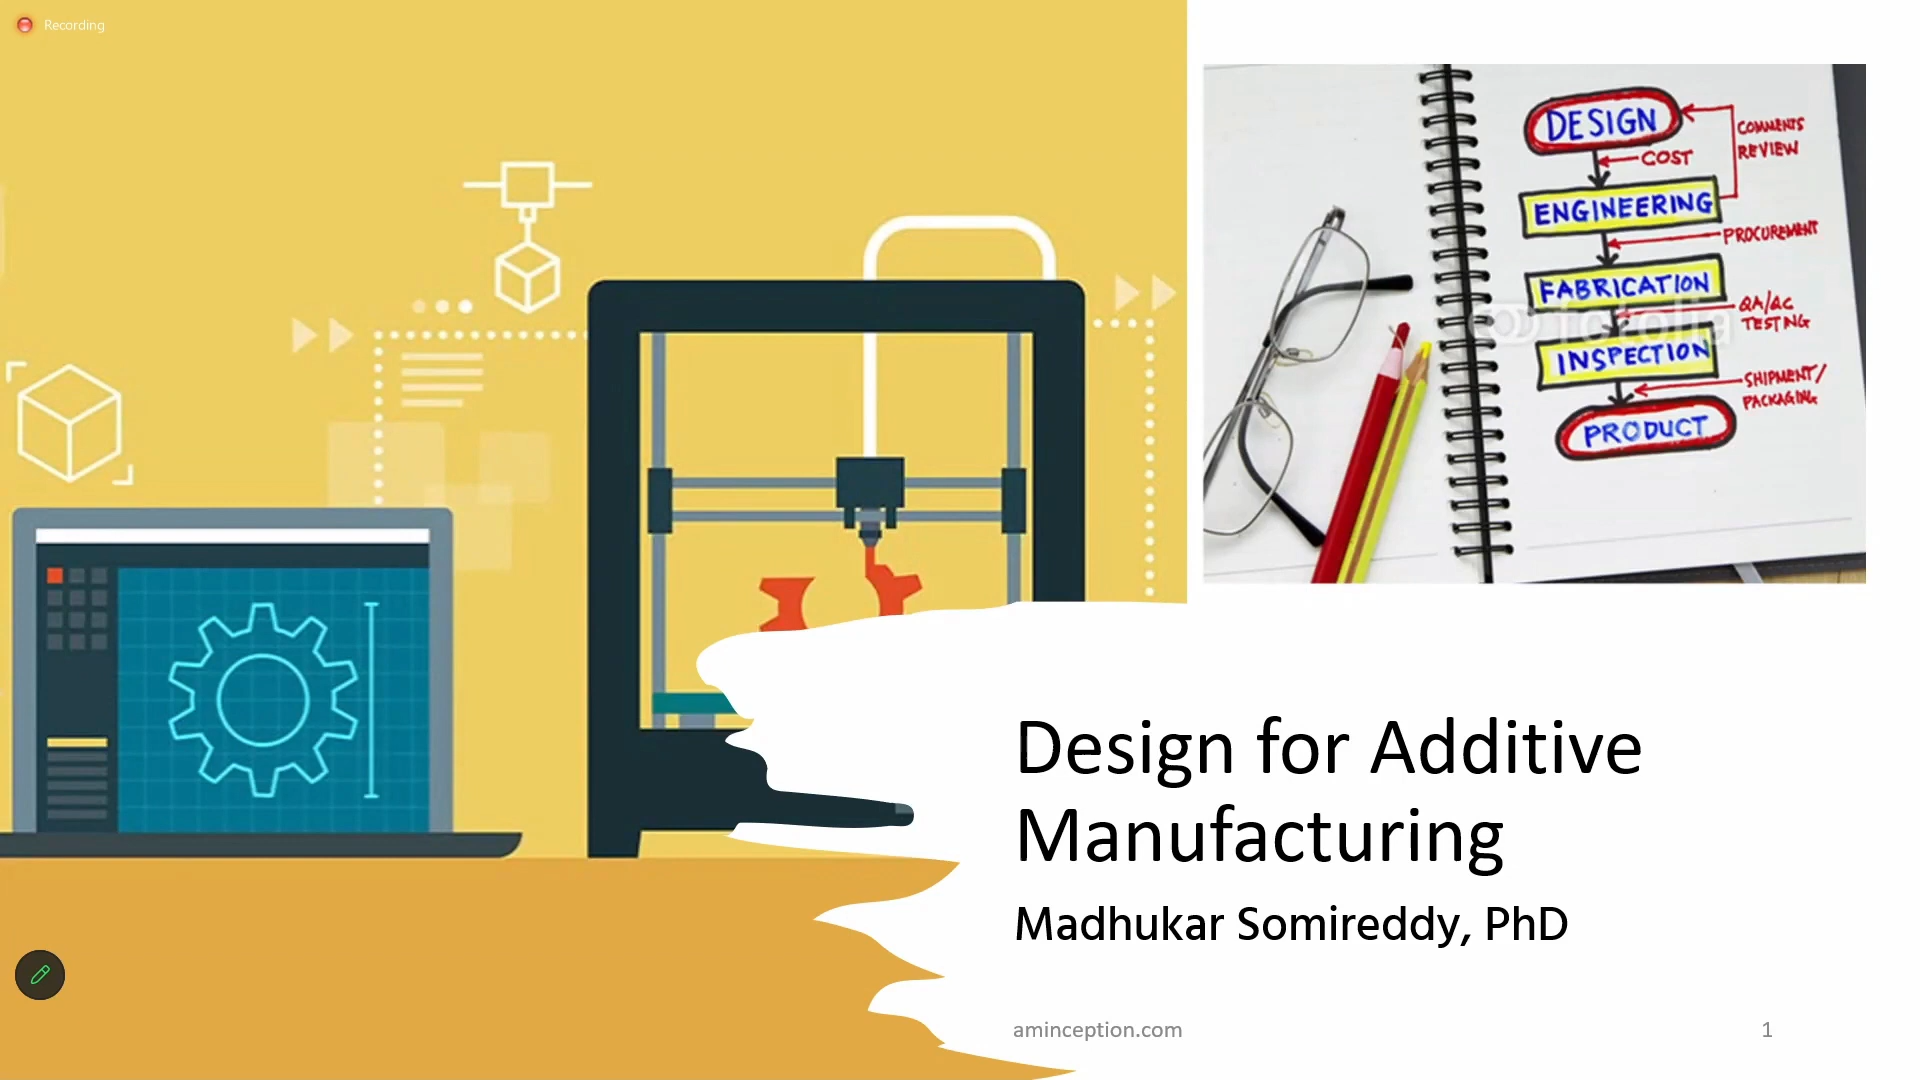 Recording
DESIGN
COMMENTS
REVIEW
COST
ENGINEERING
PROCUREMENT
FABRICATION
QA/QC
TESTING
fotolia
INSPECTION
SHIPMENT/
PACKAGING
PRODUCT
Design for Additive
Manufacturing
Madhukar Somireddy, PhD
aminception.com
1